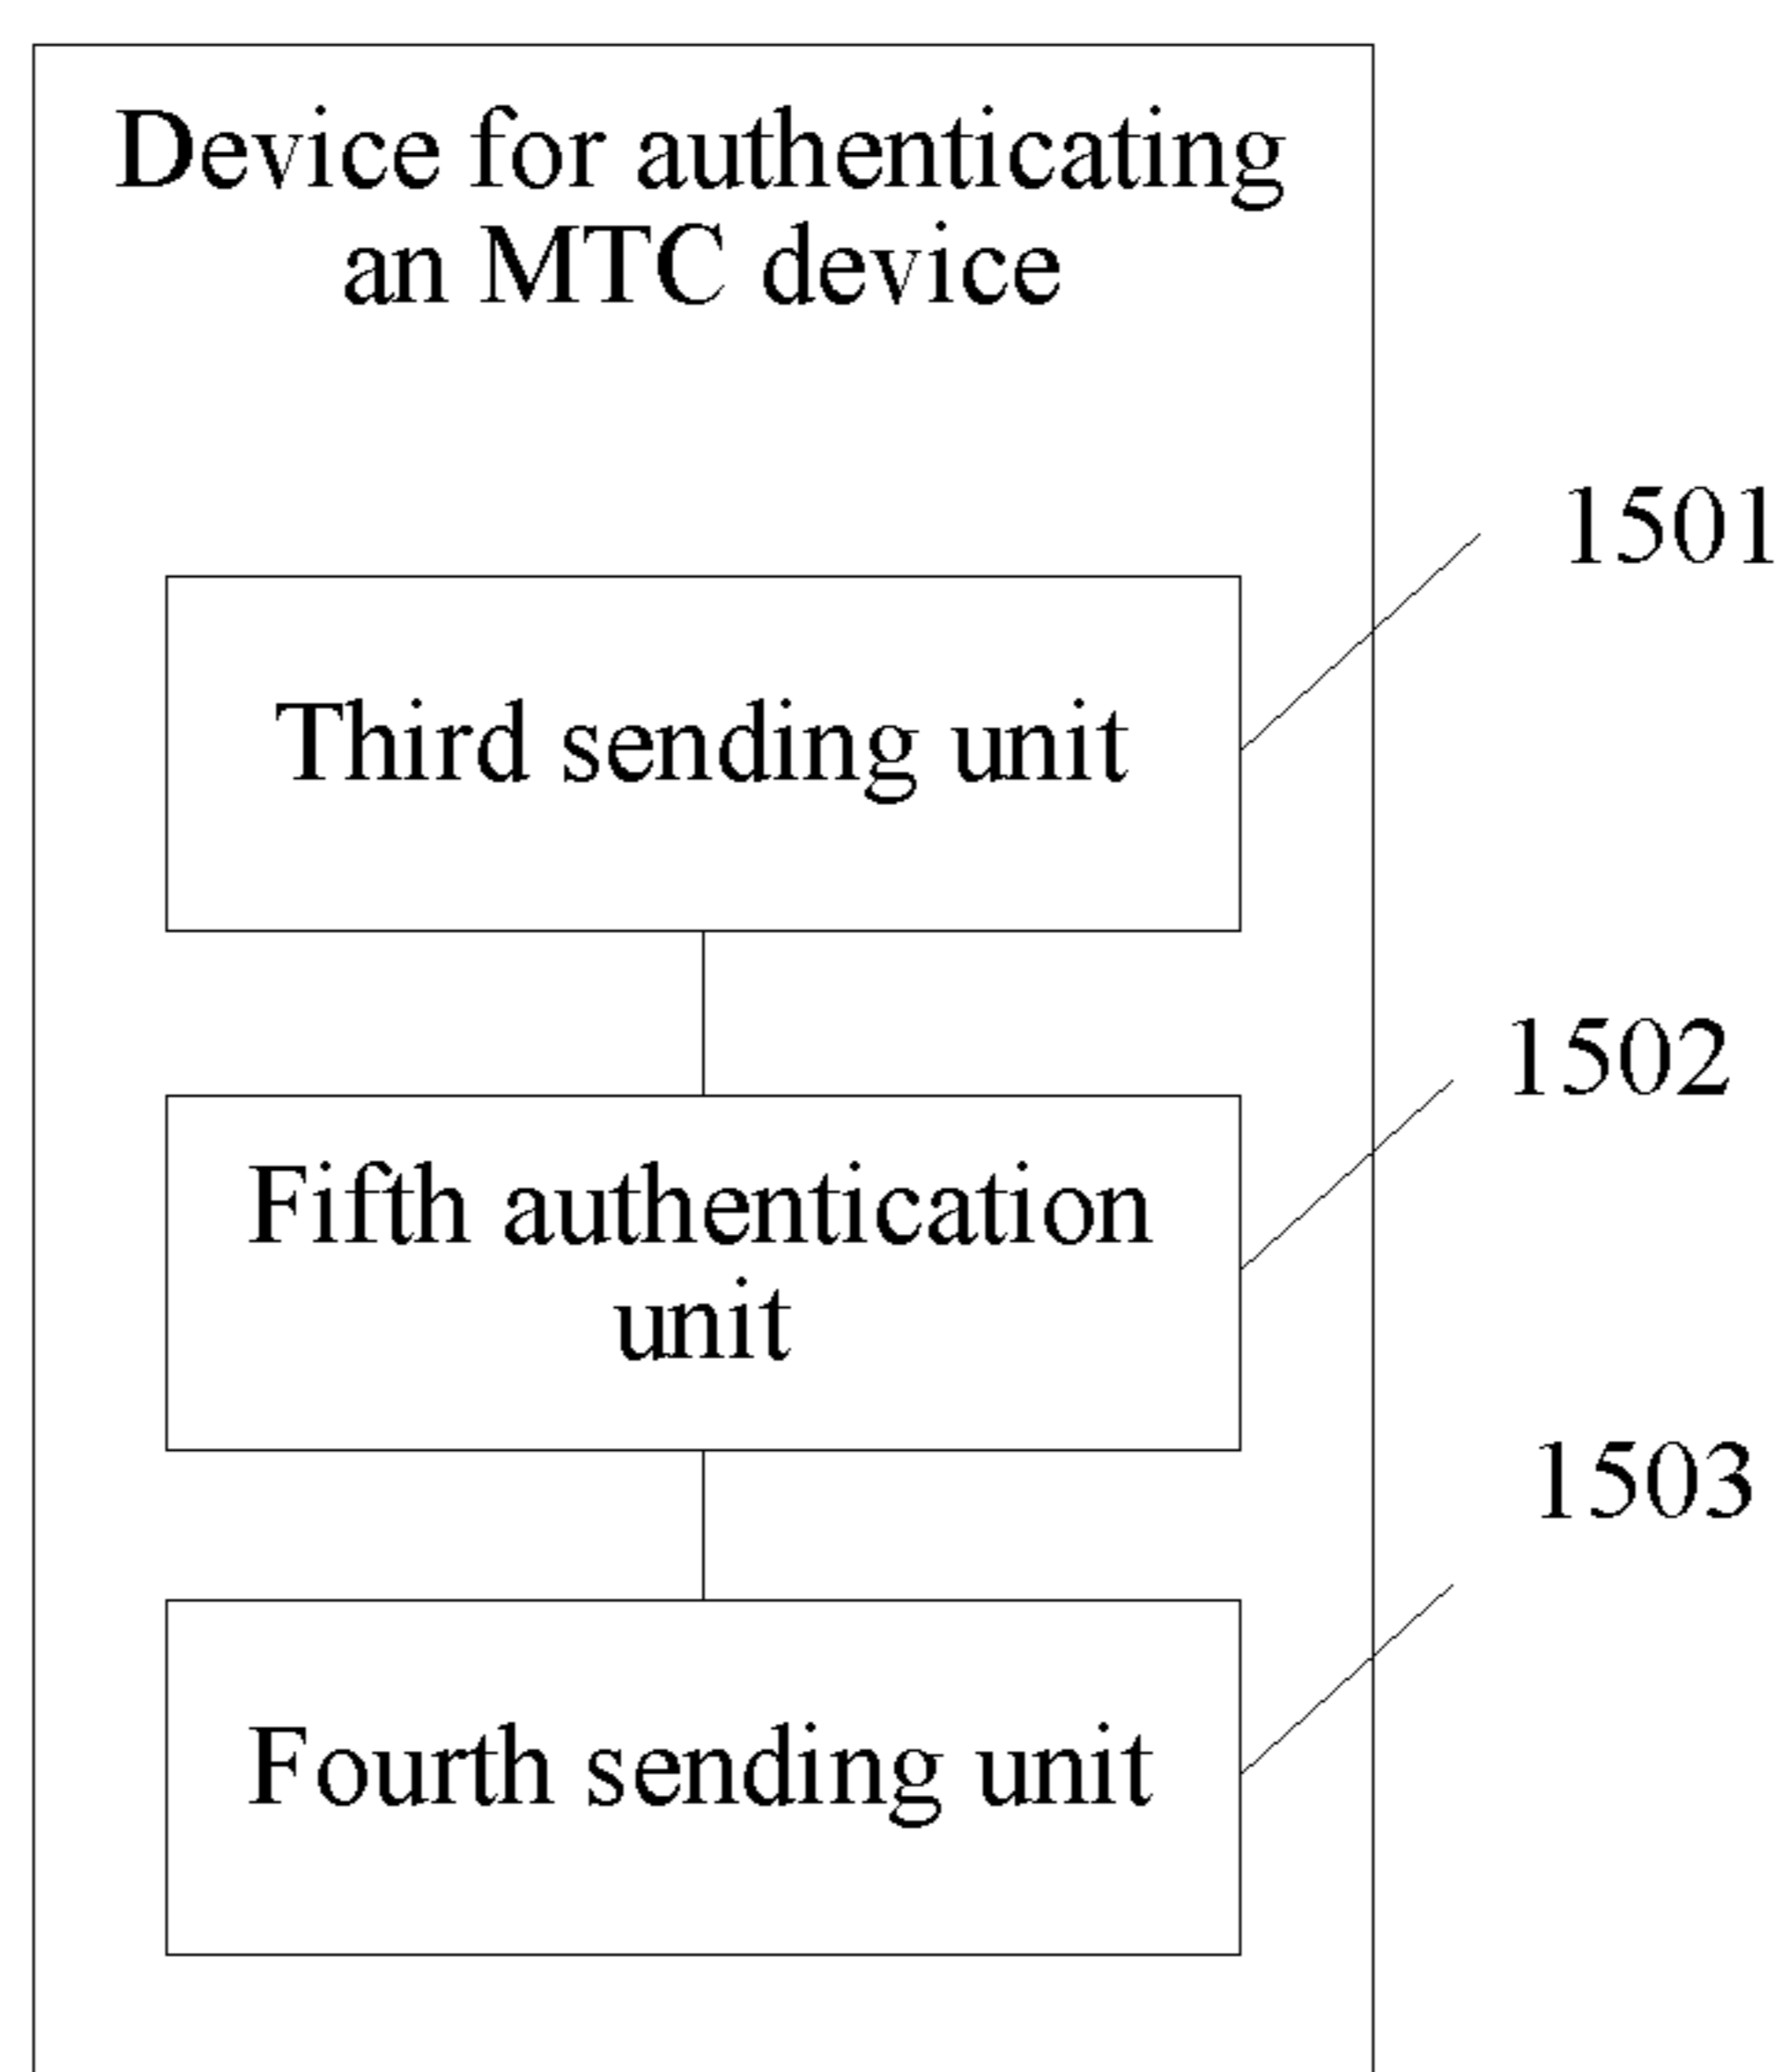 Device for authenticating
an MTC device
1501
Third sending unit
1502
Fifth authentication
unit
1503
Fourth sending unit